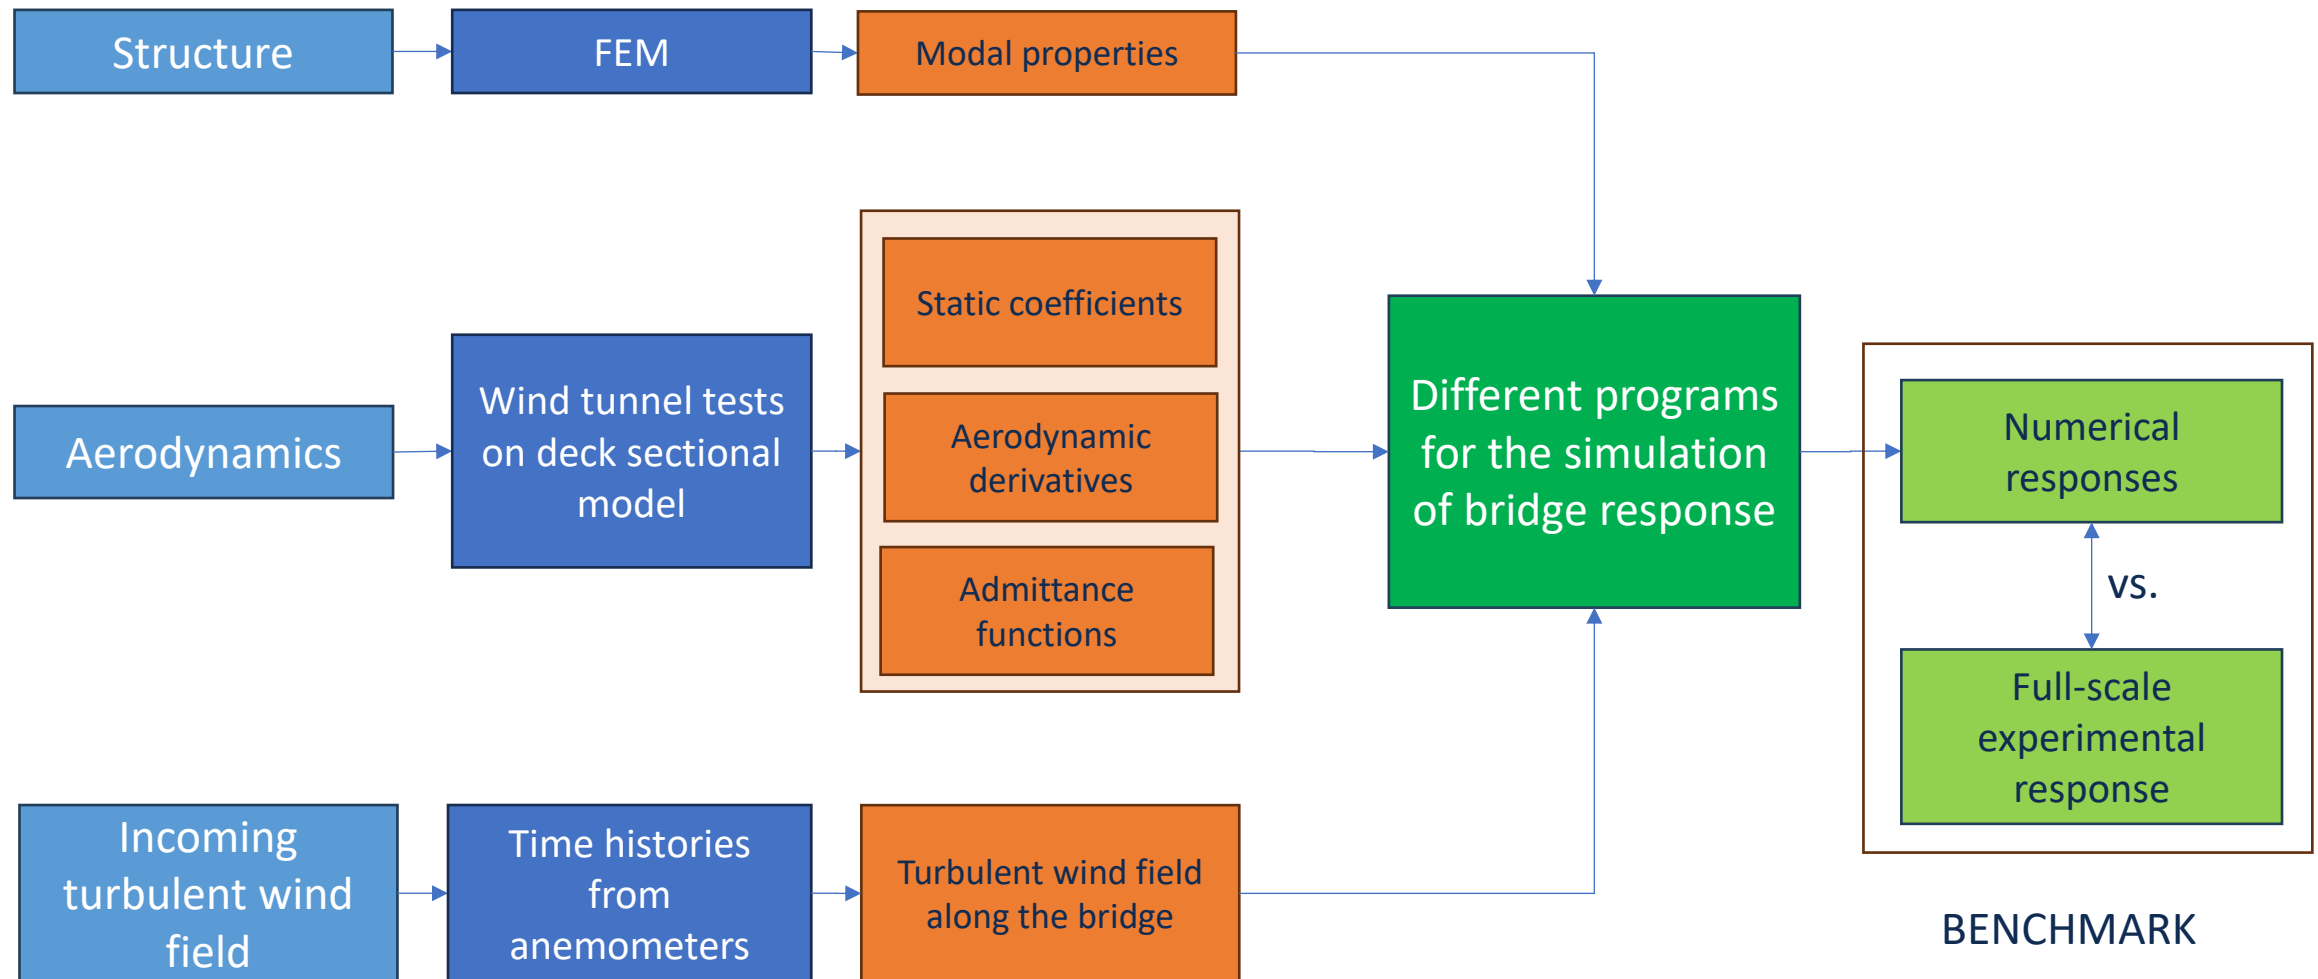 Structure
FEM
Modal properties
Static coefficients
Aerodynamics
Wind tunnel tests
on deck sectional
model
Aerodynamic
derivatives
Admittance
functions
Different programs
for the simulation
of bridge response
Numerical
responses
vs.
Full-scale
experimental
response
Incoming
turbulent wind
field
Time histories
from
anemometers
Turbulent wind field
along the bridge
BENCHMARK